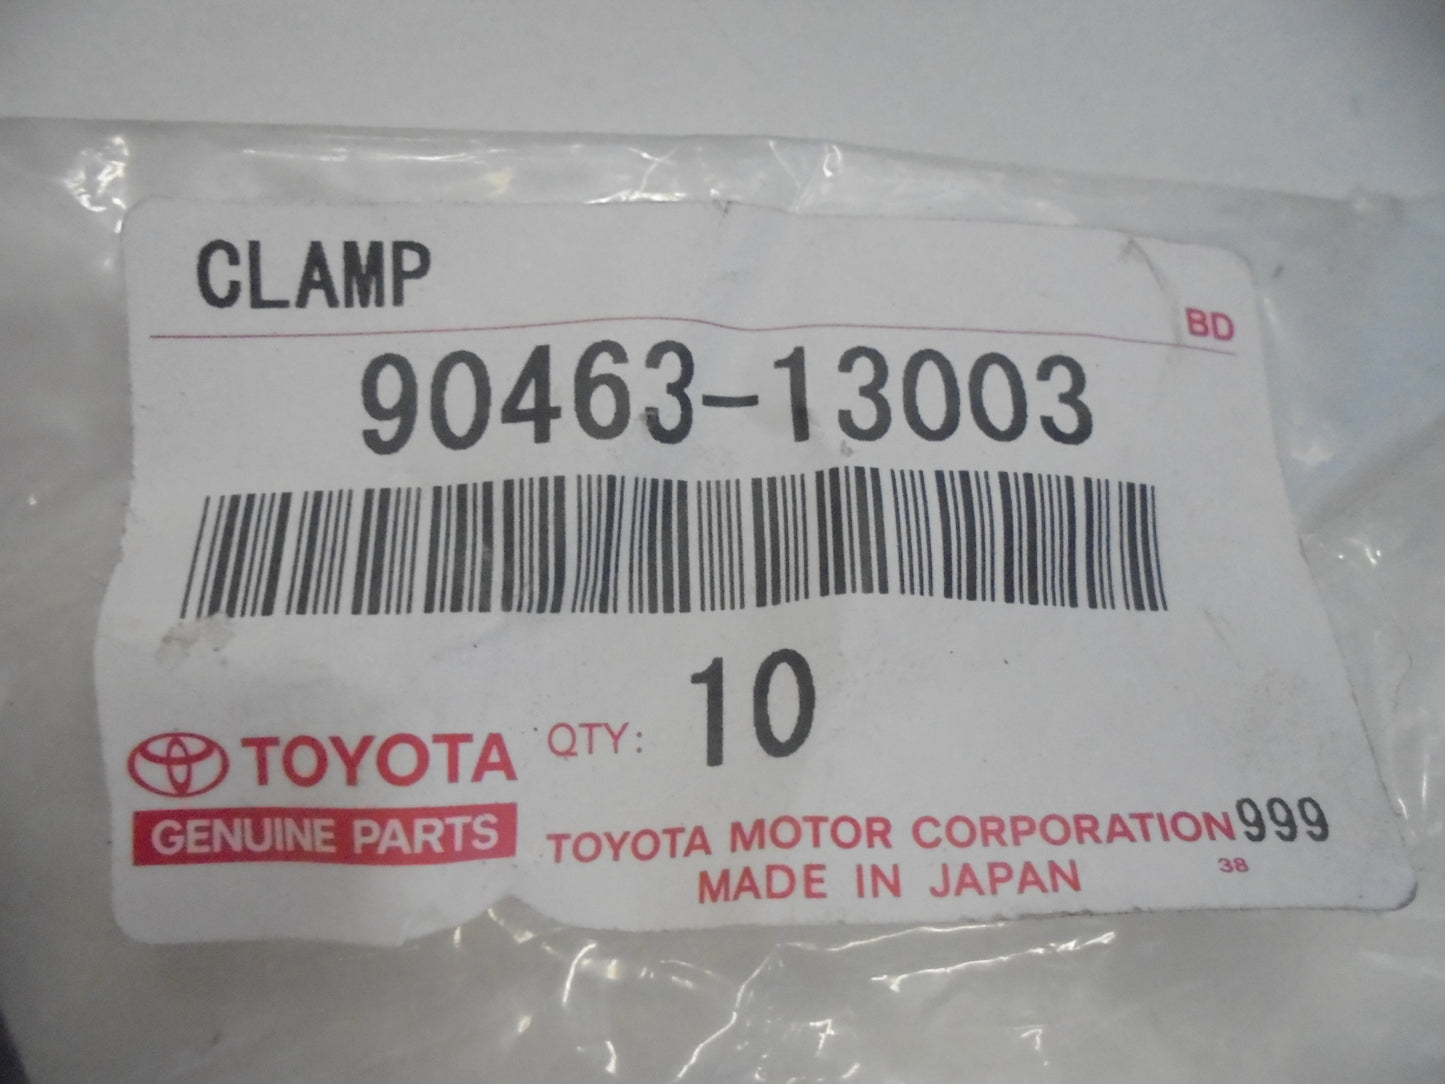 CLAMP
BD
90463-13003
QTY: 10
TOYOTA
GENUINE PARTS
TOYOTA MOTOR CORPORATION 999
MADE IN JAPAN
38